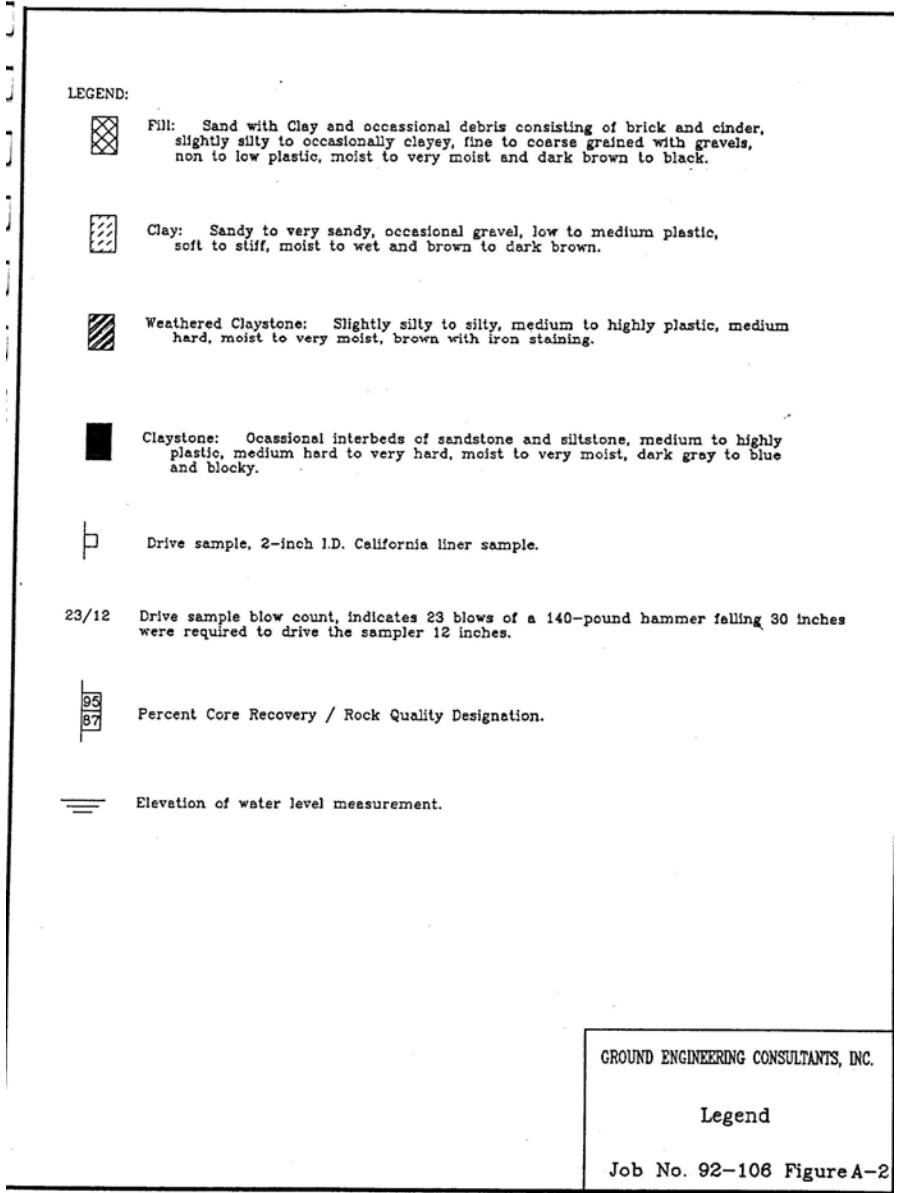 LEGEND:
Fill: Sand with Clay and occassional debris consisting of brick and cinder,
slightly silty to occasionally clayey, fine to coarse grained with gravels,
non to low plastic, moist to very moist and dark brown to black.
Clay: Sandy to very sandy, occasional gravel, low to medium plastic,
soft to stiff, moist to wet and brown to dark brown.
Weathered Claystone: Slightly silty to silty, medium to highly plastic, medium
hard, moist to very moist, brown with iron staining.
Claystone: Ocassional interbeds of sandstone and siltstone, medium to highly
plastic, medium hard to very hard, moist to very moist, dark gray to blue
and blocky.
Drive sample, 2-inch I.D. California liner sample.
23/12 Drive sample blow count, indicates 23 blows of a 140-pound hammer falling 30 inches
were required to drive the sampler 12 inches.
95
87
Percent Core Recovery / Rock Quality Designation.
Elevation of water level measurement.
GROUND ENGINEERING CONSULTANTS, INC.
Legend
Job No. 92-106 Figure A-2